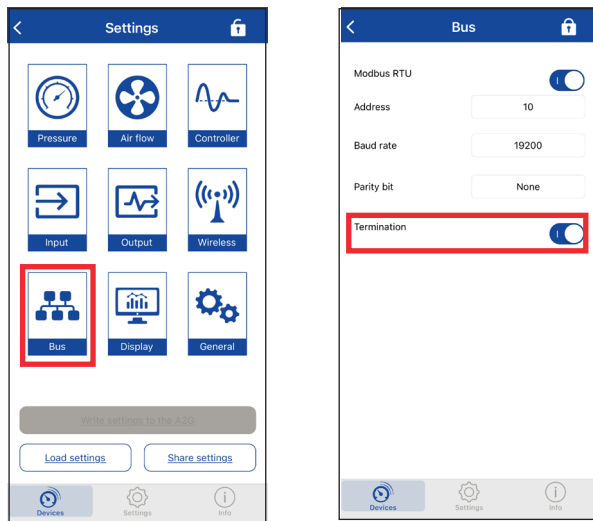 Settings
Pressure
Air flow
Controller
Input
Output
Wireless
Bus
Display
General
Write settings to the A2G
Load settings
Share settings
Devices
Settings
Info
Bus
Modbus RTU
Address
10
Baud rate
19200
Parity bit
None
Termination
Devices
Settings
Info